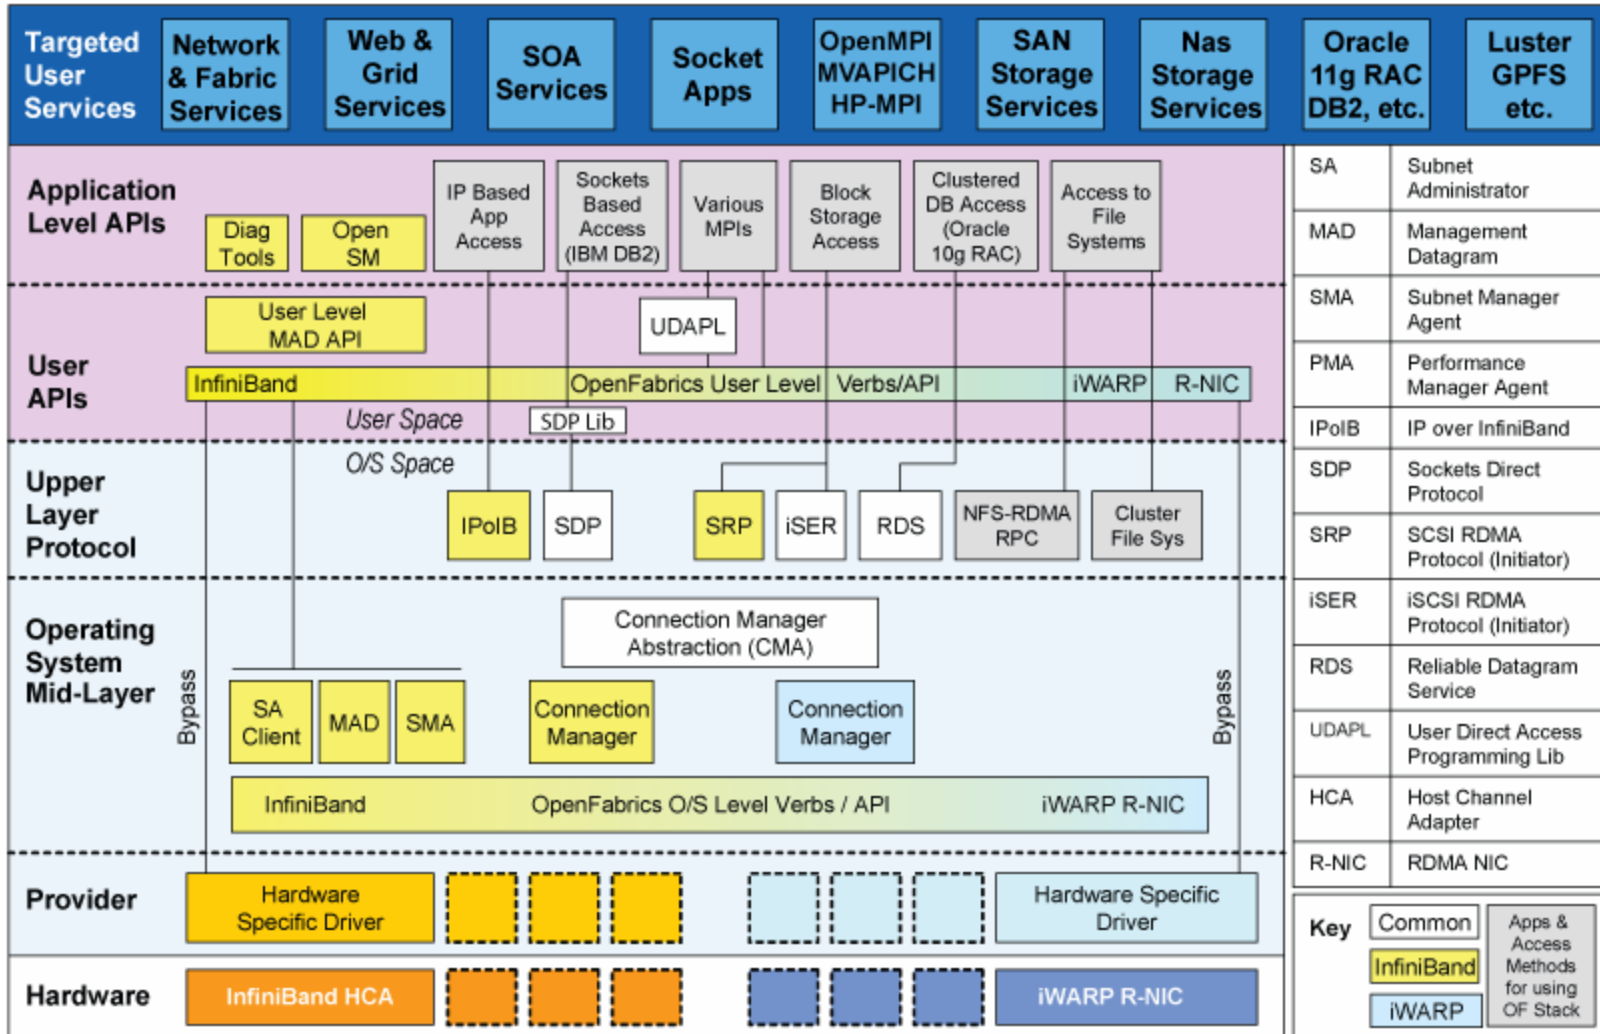 Targeted
User
Services
Network
& Fabric
Services
Web &
Grid
Services
SOA
Services
Socket
Apps
OpenMPI
MVAPICH
HP-MPI
SAN
Storage
Services
Nas
Storage
Services
Oracle
11g RAC
DB2, etc.
Luster
GPFS
etc.
Application
Level APIs
Diag
Tools
Open
SM
IP Based
App
Access
Sockets
Based
Access
(IBM DB2)
Various
MPIs
Block
Storage
Access
Clustered
DB Access
(Oracle
10g RAC)
Access to
File
Systems
User
APIs
User Level
MAD API
UDAPL
InfiniBand
OpenFabrics User Level Verbs/API
iWARP R-NIC
User Space
SDP Lib
O/S Space
Upper
Layer
Protocol
IPoIB
SDP
SRP
iSER
RDS
NFS-RDMA
RPC
Cluster
File Sys
Operating
System
Mid-Layer
Connection Manager
Abstraction (CMA)
Bypass
SA
Client
MAD
SMA
Connection
Manager
Connection
Manager
Bypass
InfiniBand
OpenFabrics O/S Level Verbs / API
iWARP R-NIC
Provider
Hardware
Specific Driver
Hardware Specific
Driver
Hardware
InfiniBand HCA
iWARP R-NIC
SA
Subnet
Administrator
MAD
Management
Datagram
SMA
Subnet Manager
Agent
PMA
Performance
Manager Agent
IPoIB
IP over InfiniBand
SDP
Sockets Direct
Protocol
SRP
SCSI RDMA
Protocol (Initiator)
iSER
iSCSI RDMA
Protocol (Initiator)
RDS
Reliable Datagram
Service
UDAPL
User Direct Access
Programming Lib
HCA
Host Channel
Adapter
R-NIC
RDMA NIC
Key
Common
InfiniBand
iWARP
Apps &
Access
Methods
for using
OF Stack